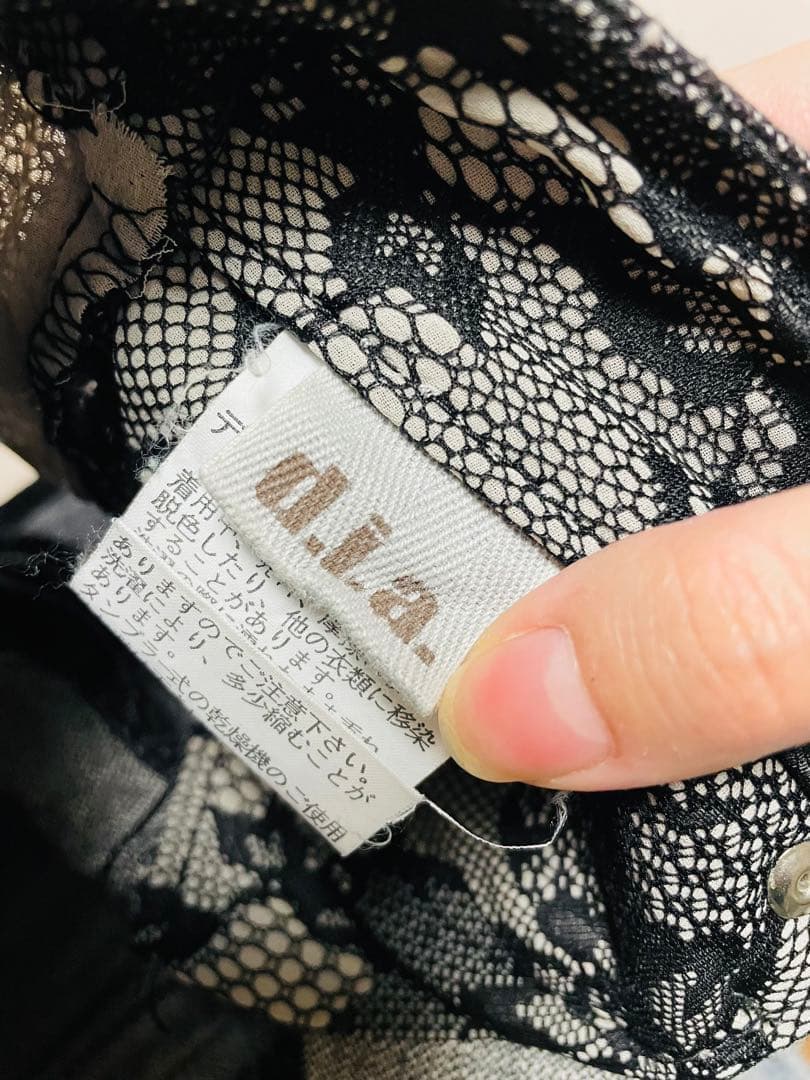 d.i.a.
デ
着用
脱色したり、他の衣類に移染
することがあります。
ありますのでご注意下さい。
洗濯により、多少縮むことが
あります。
タンブラー式の乾燥機のご使用